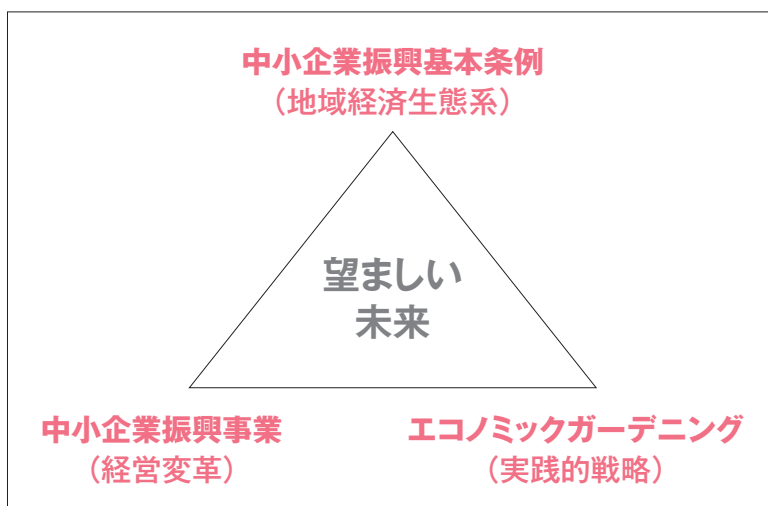 中小企業振興基本条例
（地域経済生態系）
望ましい
未来
中小企業振興事業
（経営変革）
エコノミックガーデニング
（実践的戦略）